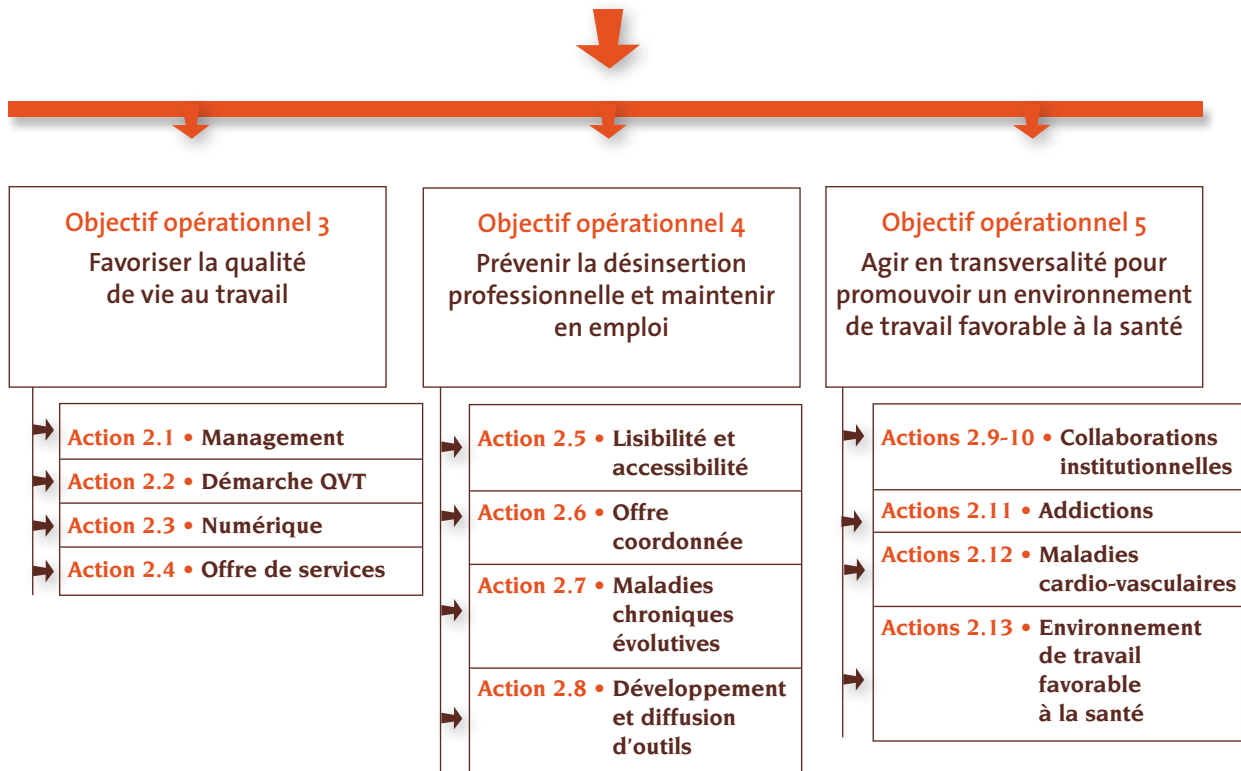 Objectif opérationnel 3
Favoriser la qualité
de vie au travail
Action 2.1 • Management
Action 2.2 • Démarche QVT
Action 2.3 • Numérique
Action 2.4 • Offre de services
Objectif opérationnel 4
Prévenir la désinsertion
professionnelle et maintenir
en emploi
Action 2.5 • Lisibilité et
accessibilité
Action 2.6 • Offre
coordonnée
Action 2.7 • Maladies
chroniques
évolutives
Action 2.8 • Développement
et diffusion
d'outils
Objectif opérationnel 5
Agir en transversalité pour
promouvoir un environnement
de travail favorable à la santé
Actions 2.9-10 • Collaborations
institutionnelles
Actions 2.11 • Addictions
Actions 2.12 • Maladies
cardio-vasculaires
Actions 2.13 • Environnement
de travail
favorable
à la santé